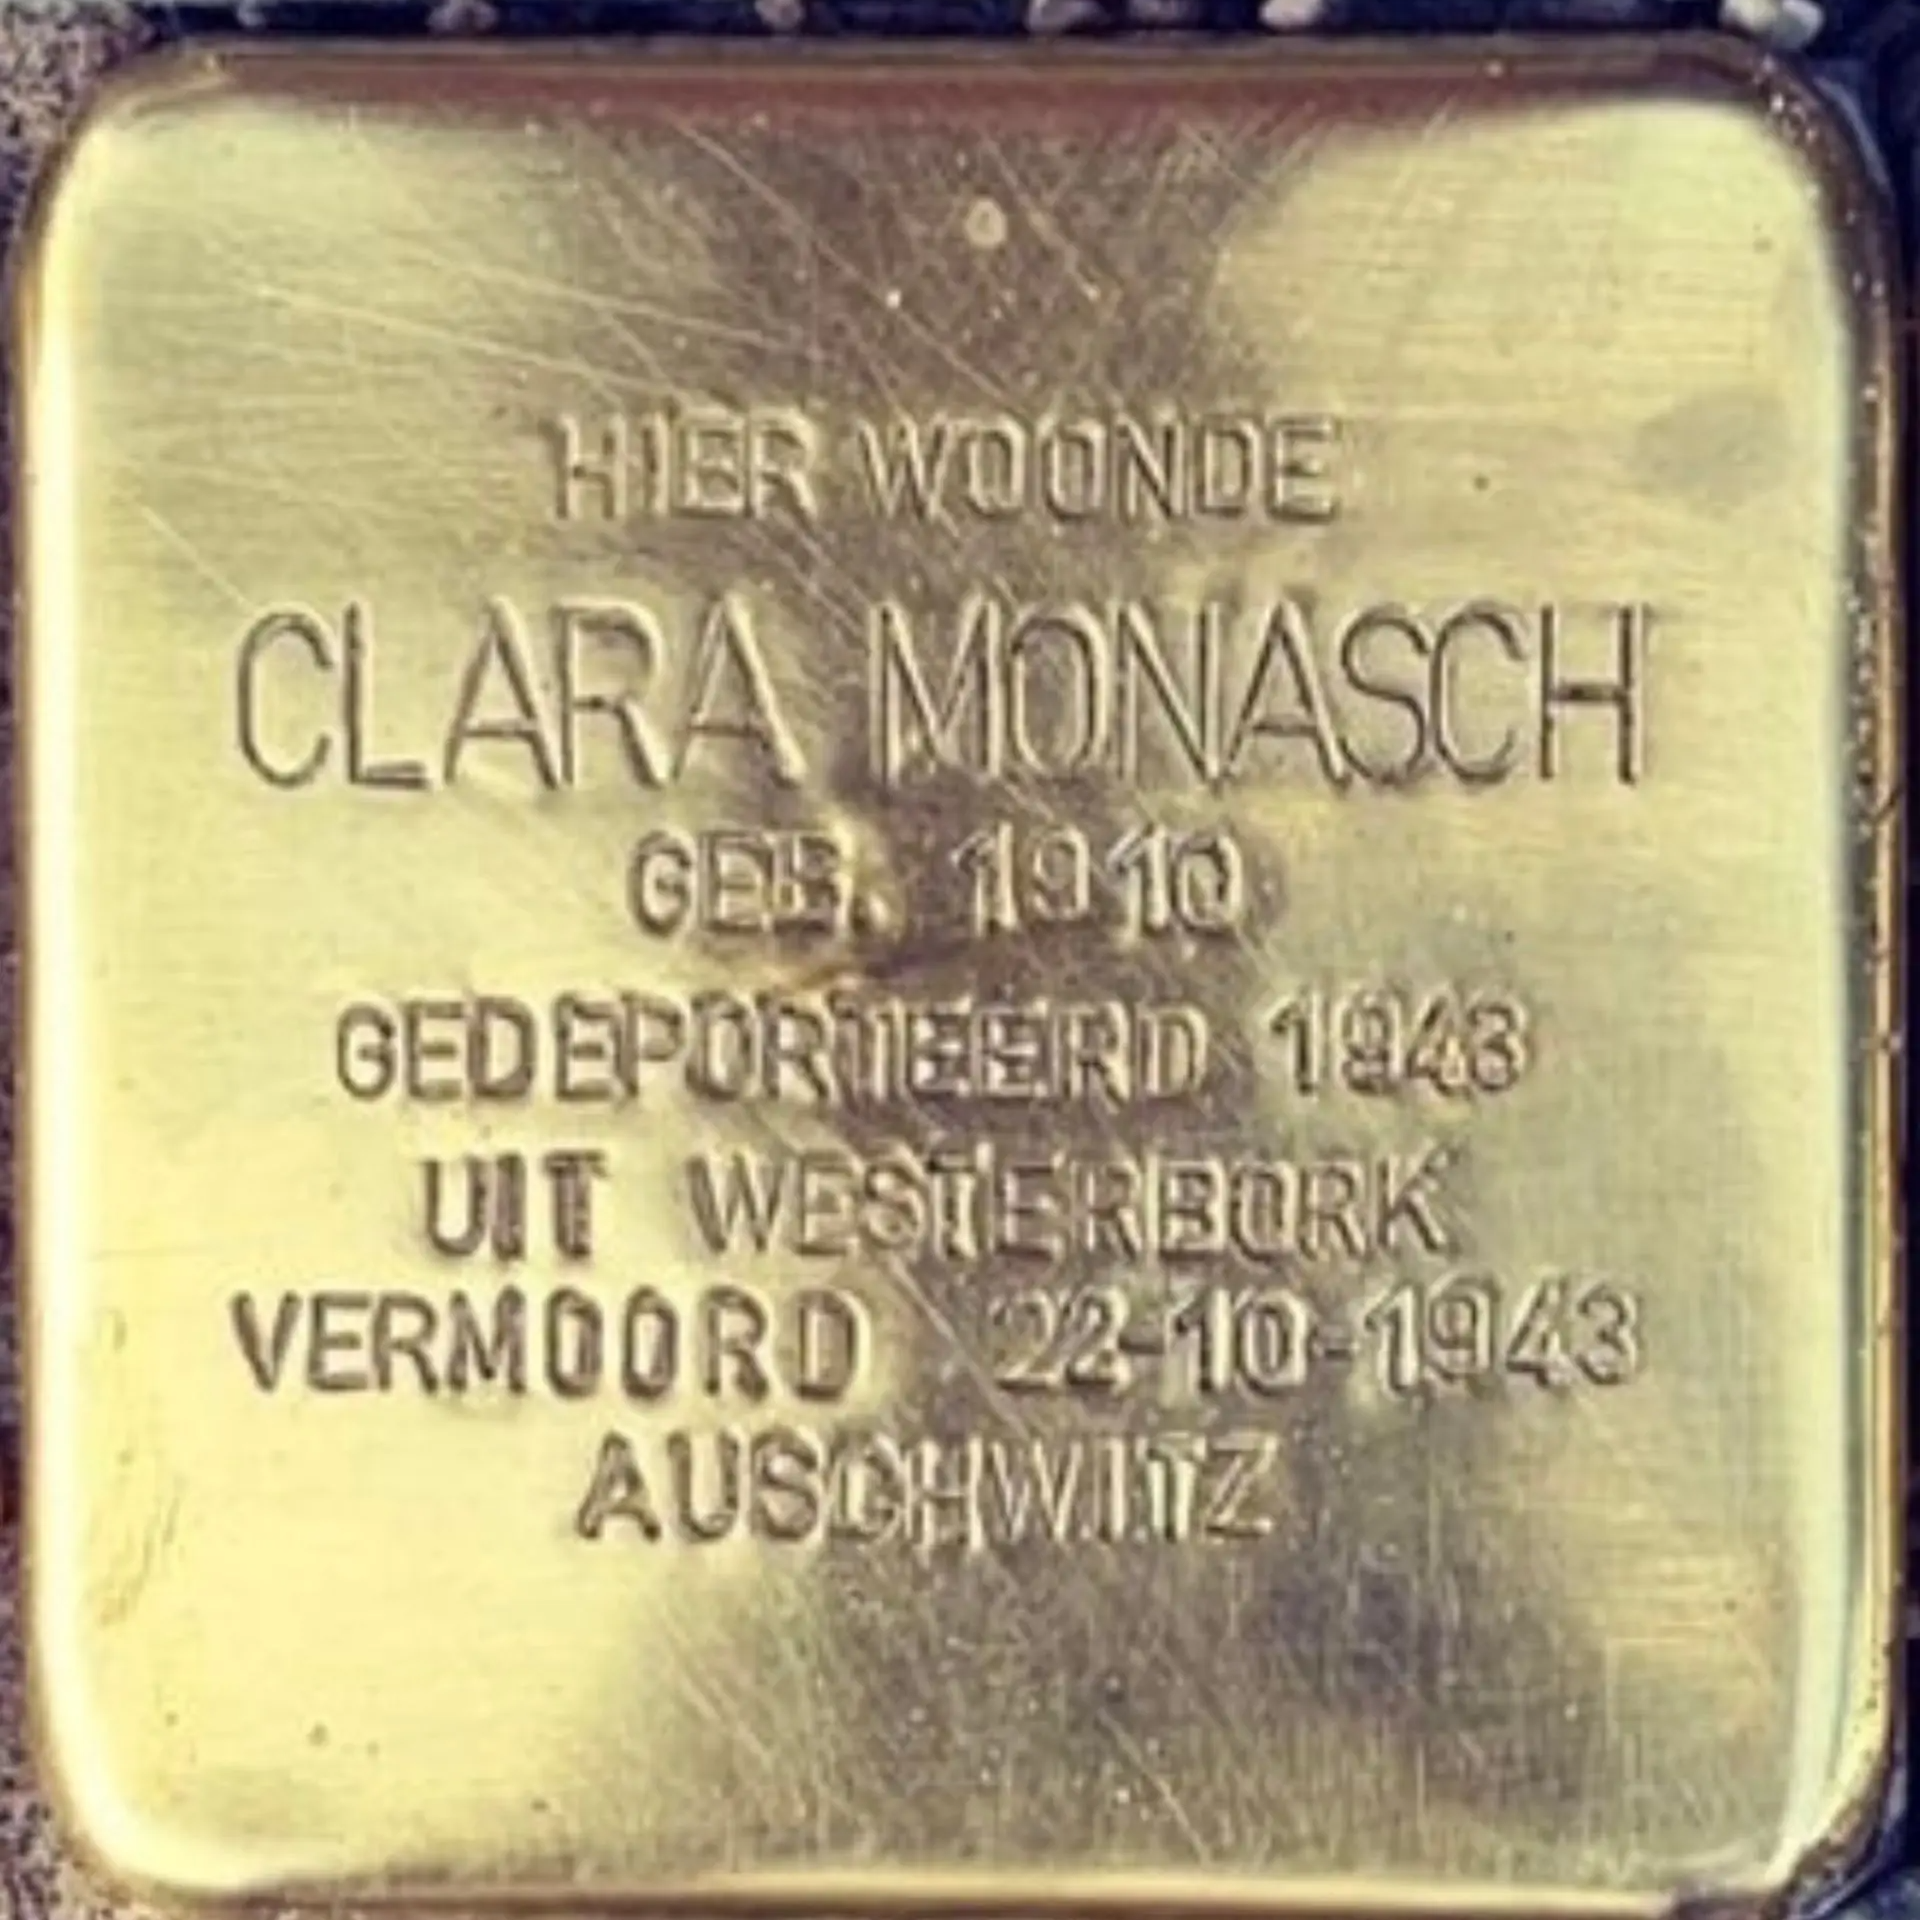 HIER WOONDE
CLARA MONASCH
GEB. 1910
GEDEPORTEERD 1943
UIT WESTERBORK
VERMOORD 22-10-1943
AUSCHWITZ